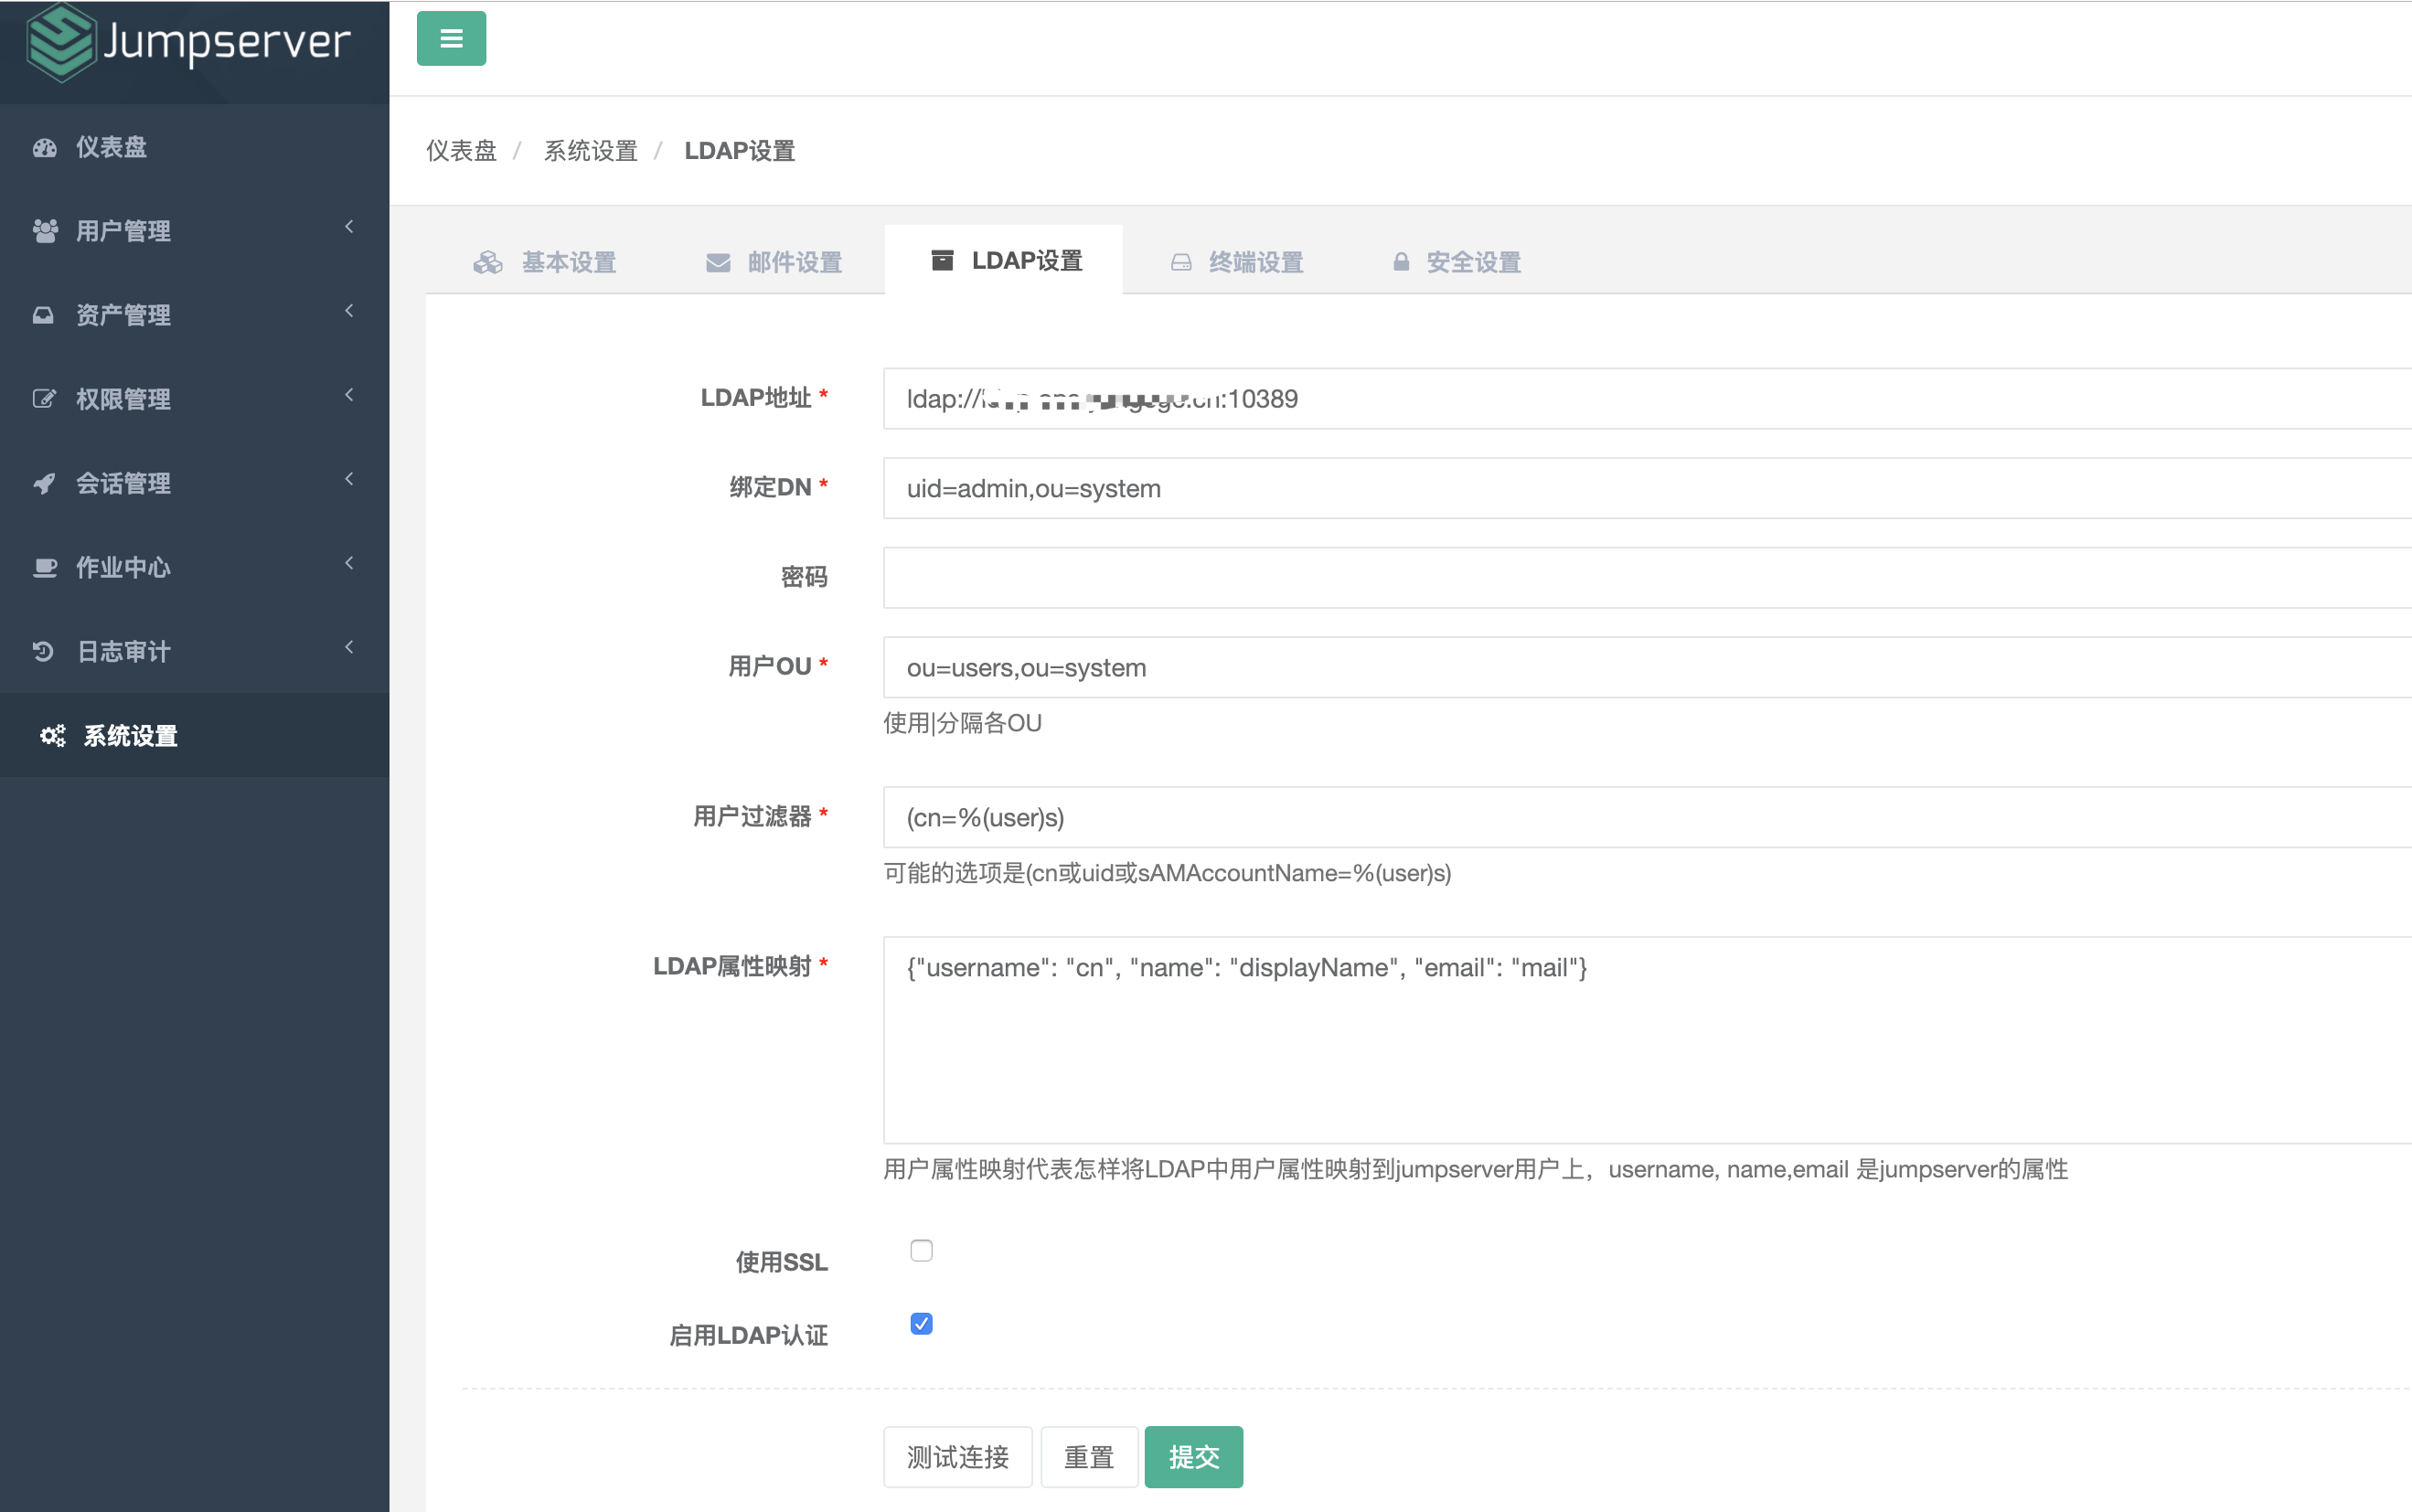 Jumpserver
仪表盘
用户管理
资产管理
权限管理
会话管理
作业中心
日志审计
系统设置
仪表盘 / 系统设置 / LDAP设置
基本设置 邮件设置 LDAP设置 终端设置 安全设置
LDAP地址 * ldap:// :10389
绑定DN * uid=admin,ou=system
密码
用户OU * ou=users,ou=system
使用|分隔各OU
用户过滤器 * (cn=%(user)s)
可能的选项是(cn或uid或sAMAccountName=%(user)s)
LDAP属性映射 * {"username": "cn", "name": "displayName", "email": "mail"}
用户属性映射代表怎样将LDAP中用户属性映射到jumpserver用户上，username, name,email 是jumpserver的属性
使用SSL
启用LDAP认证
测试连接 重置 提交